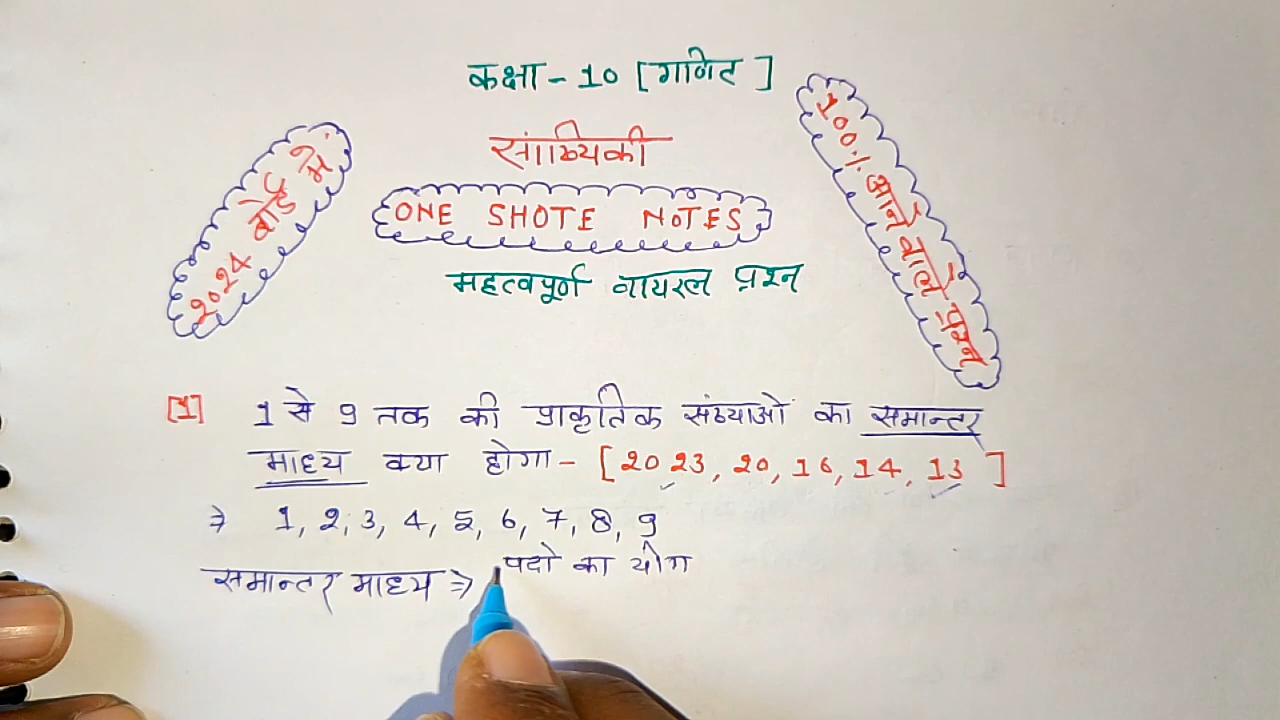 कक्षा - 10 [गणित]
सांख्यिकी
2024 बोर्ड में
ONE SHOTE NOTES
100% आने वाले प्रश्न
महत्वपूर्ण वायरल प्रश्न
[1] 1 से 9 तक की प्राकृतिक संख्याओं का समान्तर
माध्य क्या होगा - [2023, 20, 16, 14, 13]
⇒ 1, 2, 3, 4, 5, 6, 7, 8, 9
समान्तर माध्य ⇒ पदो का योग